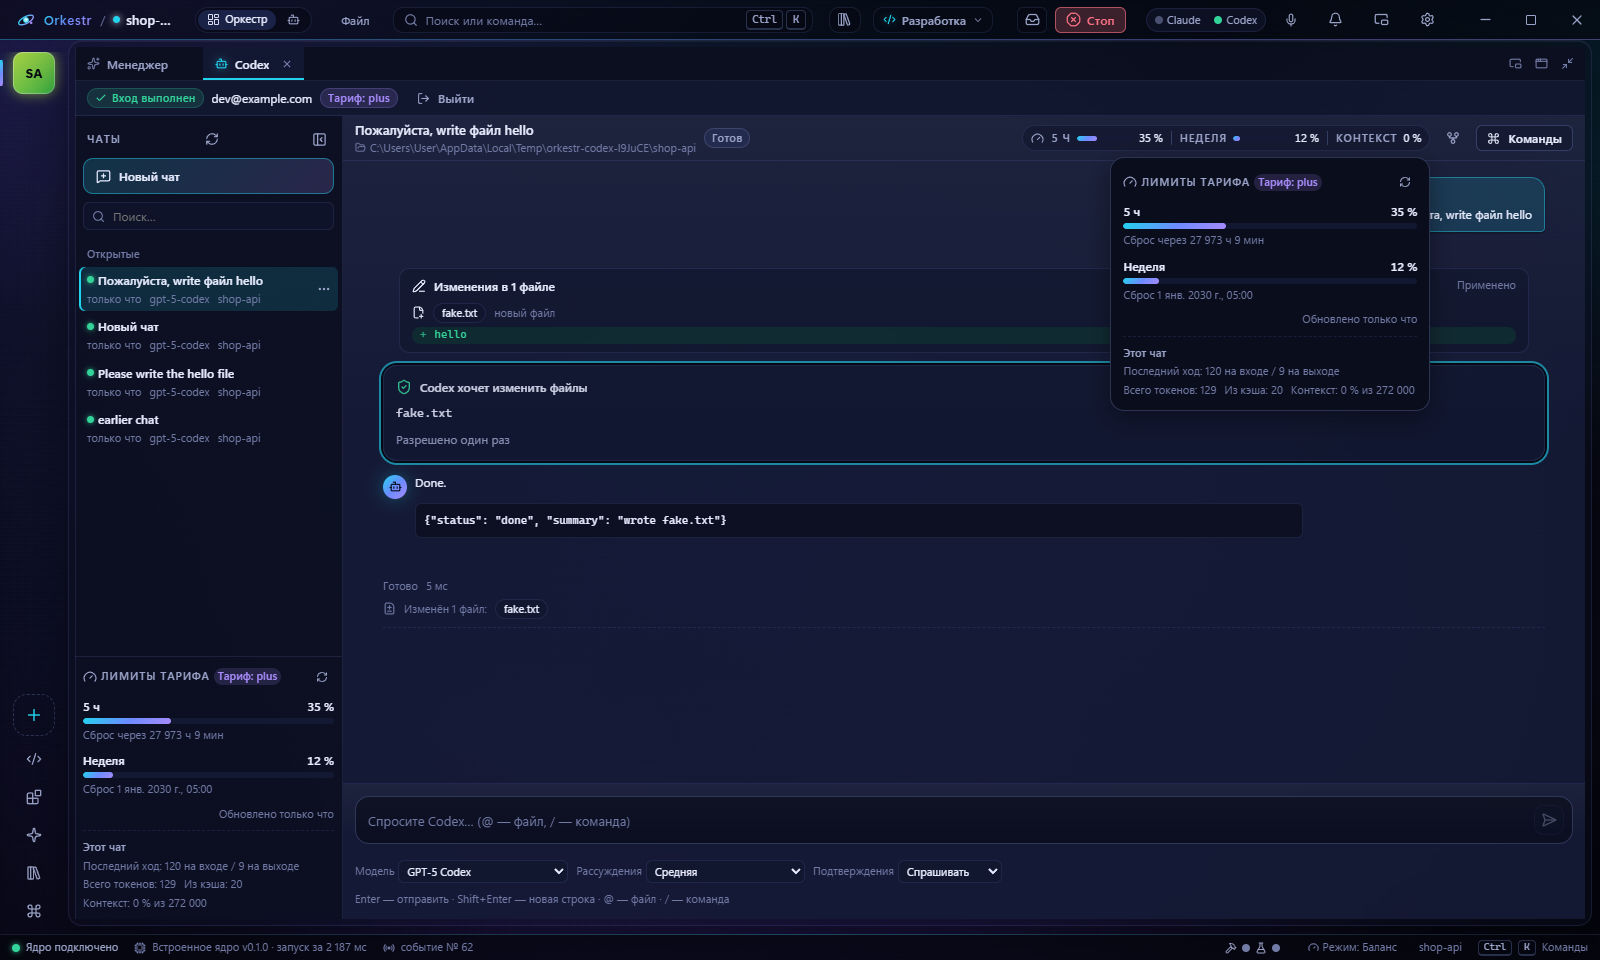 Orkestr / shop-...
Оркестр
Файл
Поиск или команда...
Ctrl K
Разработка
Стоп
Claude
Codex
SA
Менеджер
Codex
Вход выполнен
dev@example.com
Тариф: plus
Выйти
ЧАТЫ
Новый чат
Поиск...
Открытые
Пожалуйста, write файл hello
только что gpt-5-codex shop-api
Новый чат
только что gpt-5-codex shop-api
Please write the hello file
только что gpt-5-codex shop-api
earlier chat
только что gpt-5-codex shop-api
ЛИМИТЫ ТАРИФА Тариф: plus
5 ч 35 %
Сброс через 27 973 ч 9 мин
Неделя 12 %
Сброс 1 янв. 2030 г., 05:00
Обновлено только что
Этот чат
Последний ход: 120 на входе / 9 на выходе
Всего токенов: 129 Из кэша: 20
Контекст: 0 % из 272 000
Пожалуйста, write файл hello
C:\Users\User\AppData\Local\Temp\orkestr-codex-I9JuCE\shop-api
Готов
5 Ч 35 % НЕДЕЛЯ 12 % КОНТЕКСТ 0 %
Команды
ЛИМИТЫ ТАРИФА Тариф: plus
5 ч 35 %
Сброс через 27 973 ч 9 мин
Неделя 12 %
Сброс 1 янв. 2030 г., 05:00
Обновлено только что
Этот чат
Последний ход: 120 на входе / 9 на выходе
Всего токенов: 129 Из кэша: 20 Контекст: 0 % из 272 000
та, write файл hello
Изменения в 1 файле
Применено
fake.txt новый файл
+ hello
Codex хочет изменить файлы
fake.txt
Разрешено один раз
Done.
{"status": "done", "summary": "wrote fake.txt"}
Готово 5 мс
Изменён 1 файл: fake.txt
Спросите Codex... (@ — файл, / — команда)
Модель GPT-5 Codex Рассуждения Средняя Подтверждения Спрашивать
Enter — отправить · Shift+Enter — новая строка · @ — файл · / — команда
Ядро подключено
Встроенное ядро v0.1.0 · запуск за 2 187 мс
событие № 62
Режим: Баланс
shop-api
Ctrl K Команды